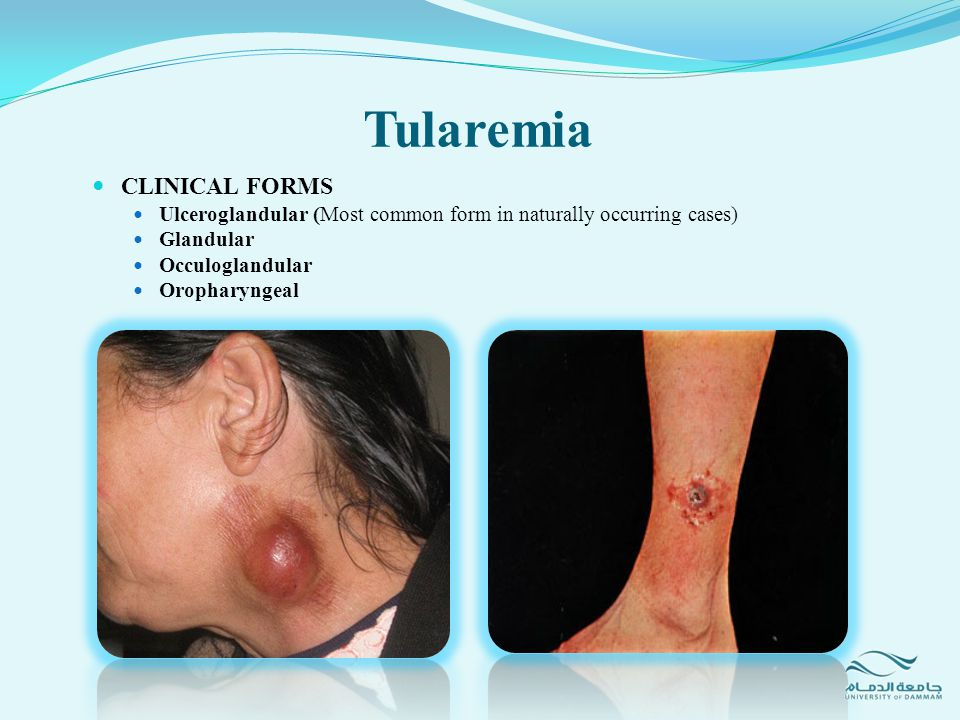 Tularemia
CLINICAL FORMS
Ulceroglandular (Most common form in naturally occurring cases)
Glandular
Occuloglandular
Oropharyngeal
جامعة الدمام
UNIVERSITY OF DAMMAM